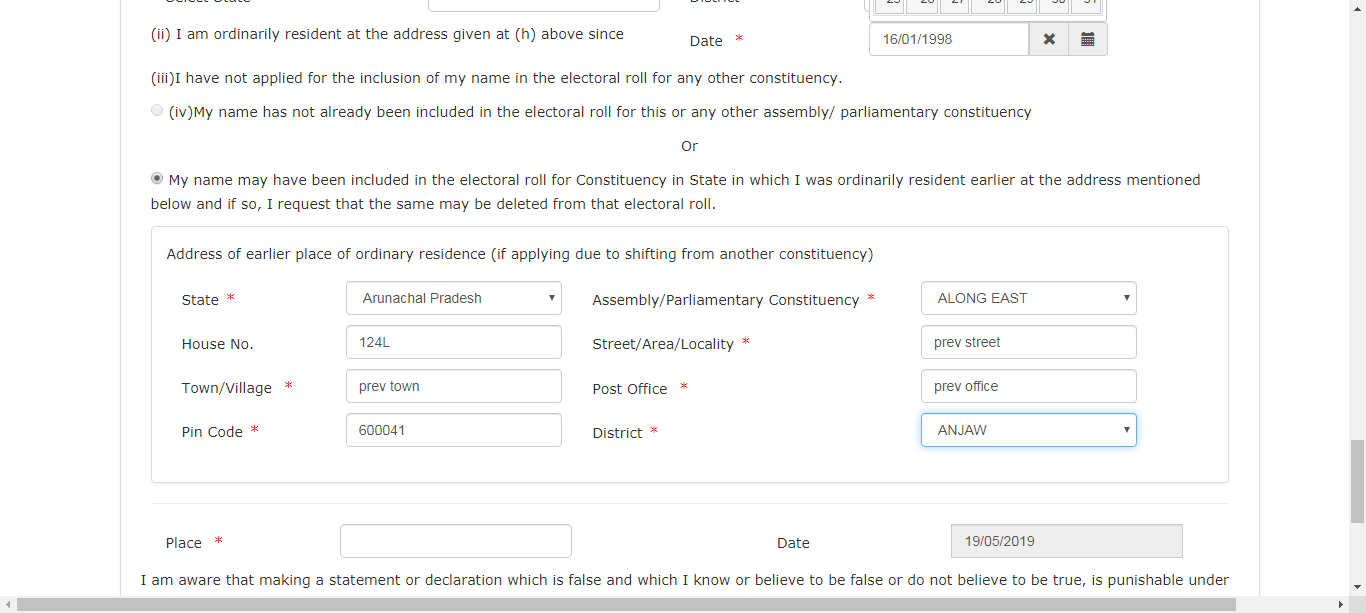 Select State District
25 26 27 28 29 30 31
(ii) I am ordinarily resident at the address given at (h) above since Date * 16/01/1998
(iii)I have not applied for the inclusion of my name in the electoral roll for any other constituency.
(iv)My name has not already been included in the electoral roll for this or any other assembly/ parliamentary constituency
Or
My name may have been included in the electoral roll for Constituency in State in which I was ordinarily resident earlier at the address mentioned
below and if so, I request that the same may be deleted from that electoral roll.
Address of earlier place of ordinary residence (if applying due to shifting from another constituency)
State * Arunachal Pradesh Assembly/Parliamentary Constituency * ALONG EAST
House No. 124L Street/Area/Locality * prev street
Town/Village * prev town Post Office * prev office
Pin Code * 600041 District * ANJAW
Place * Date 19/05/2019
I am aware that making a statement or declaration which is false and which I know or believe to be false or do not believe to be true, is punishable under